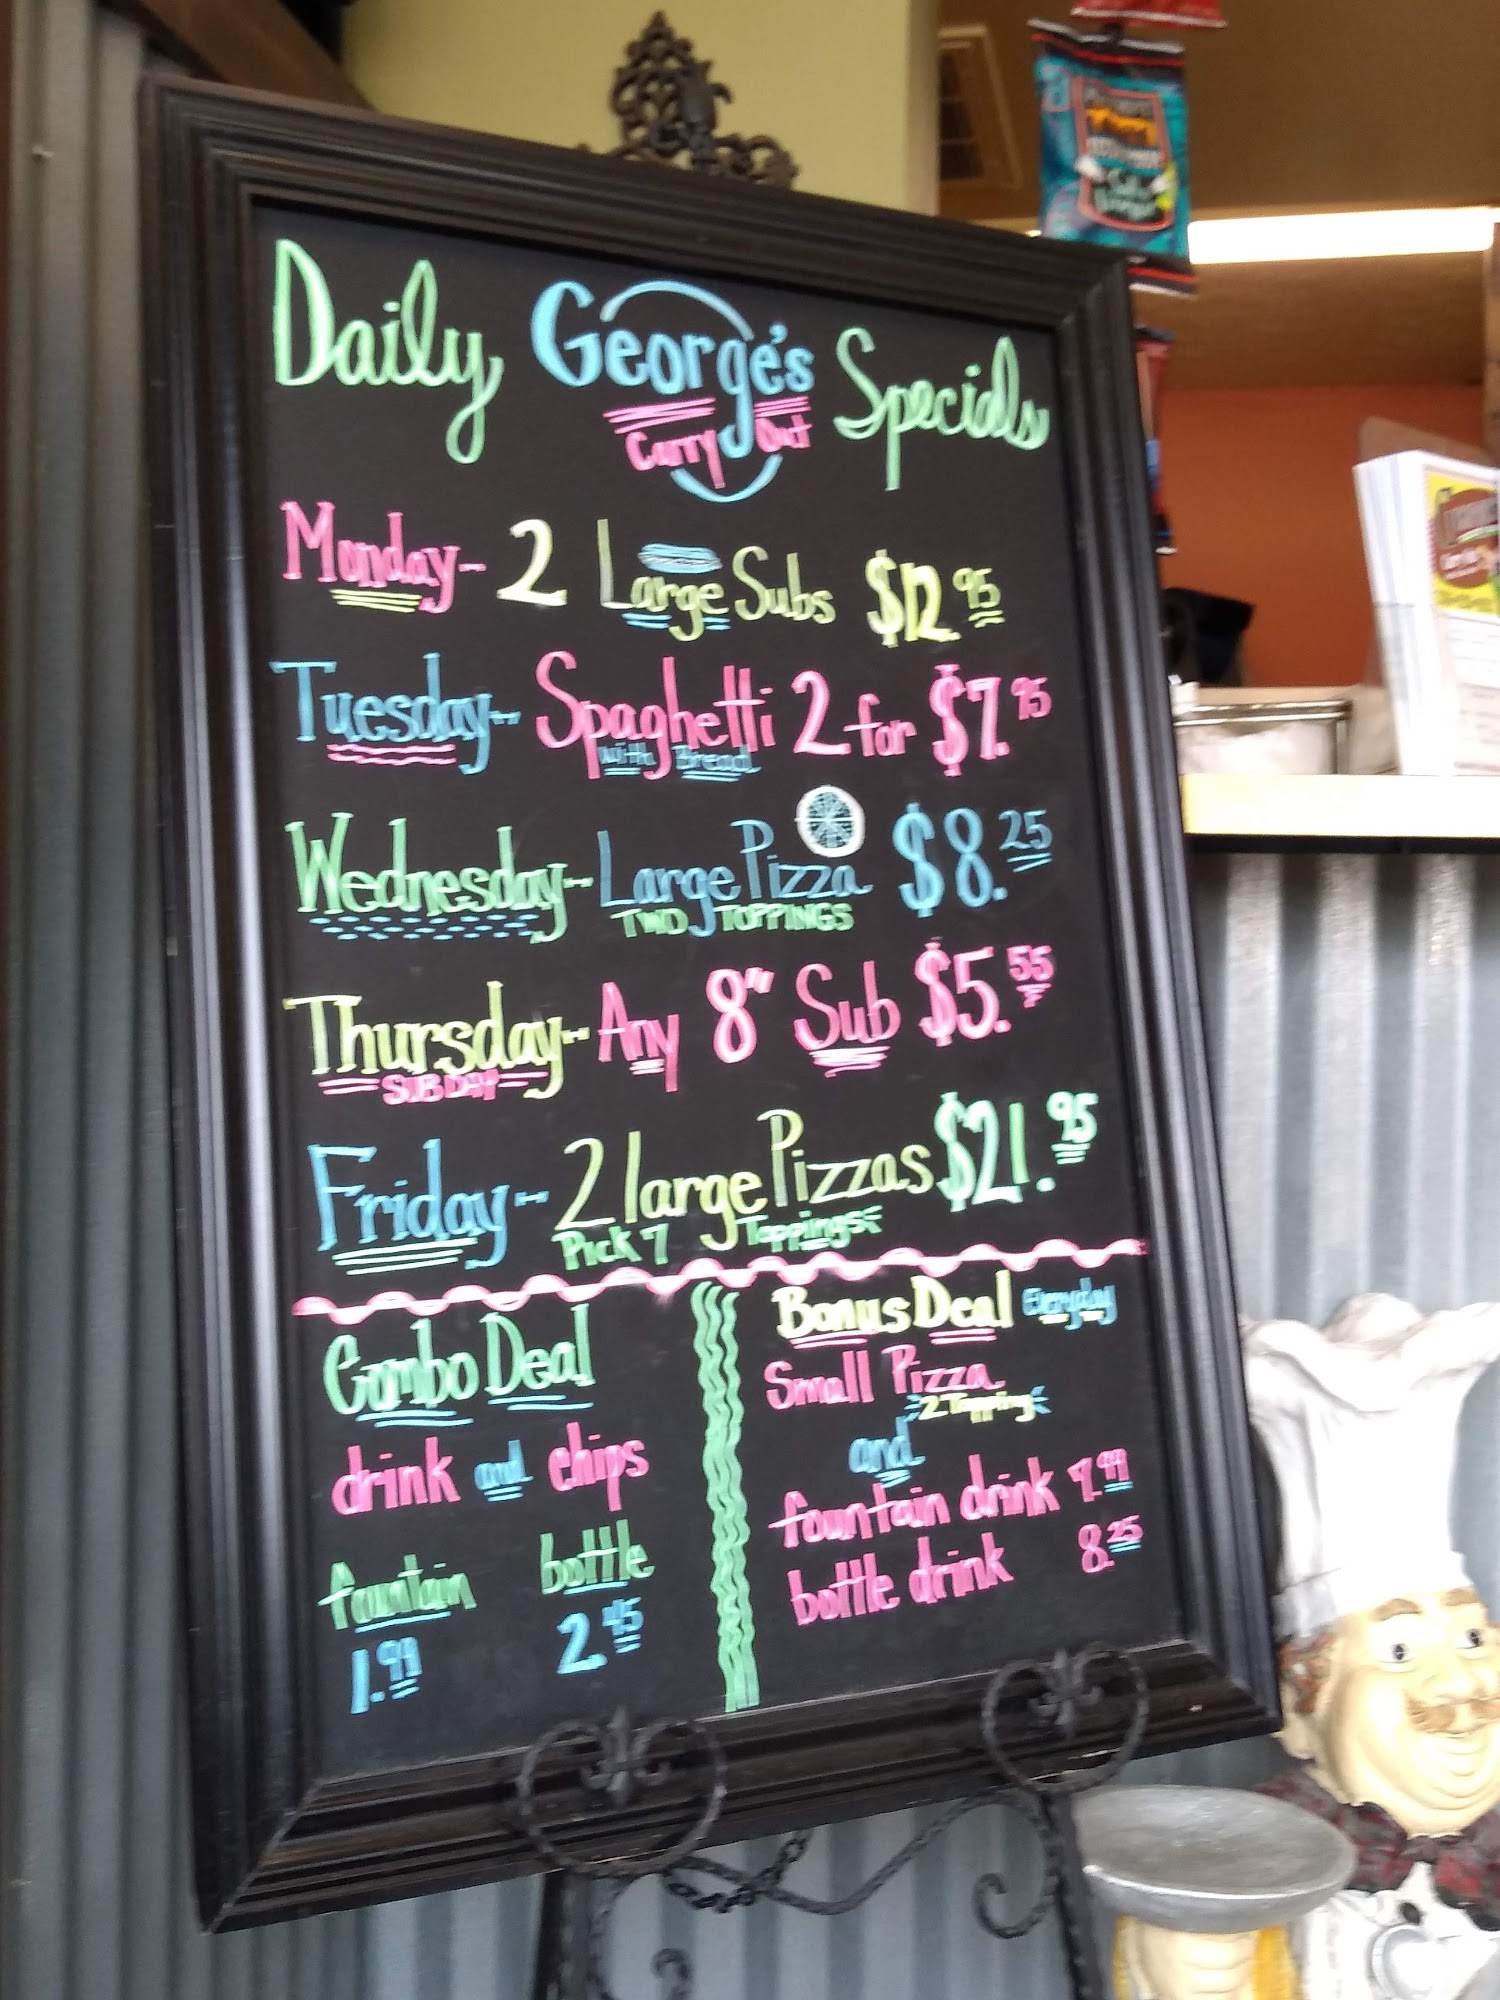 Daily George's Specials
Carry Out
Monday- 2 Large Subs $12.95
Tuesday-- Spaghetti 2 for $7.95
with Bread
Wednesday-- Large Pizza $8.25
TWO TOPPINGS
Thursday-- Any 8" Sub $5.55
SUB DAY
Friday-- 2 large Pizzas $21.95
Pick 7 Toppings
Combo Deal
drink and chips
fountain bottle
1.99 2.45
Bonus Deal Everyday
Small Pizza
2 Topping
and
fountain drink 7.99
bottle drink 8.25